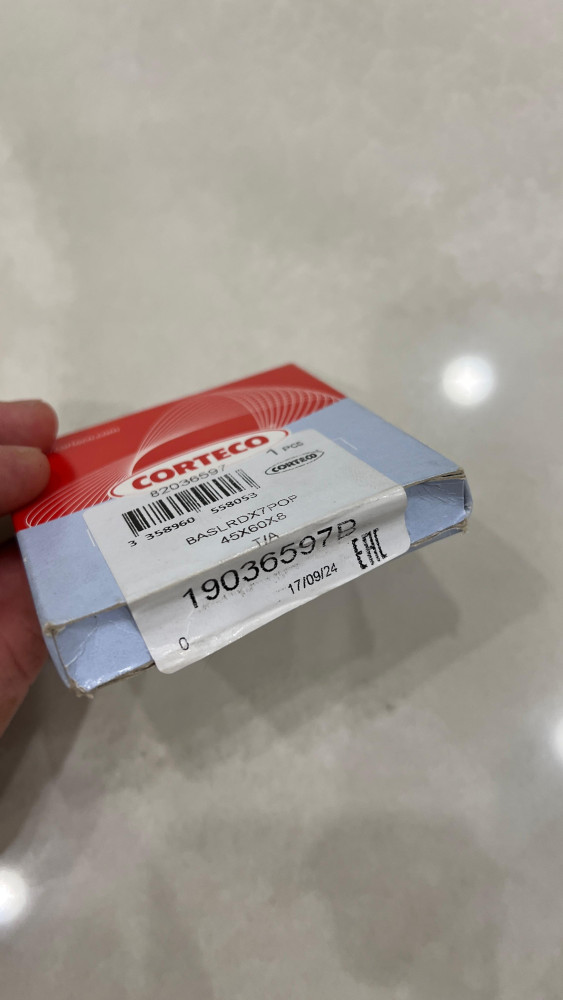 CORTECO
82036597
1 PCS
CORTECO
3 358960 558053
BASLRDX7POP
45X60X8
T/A
19036597B
17/09/24
EAC
0